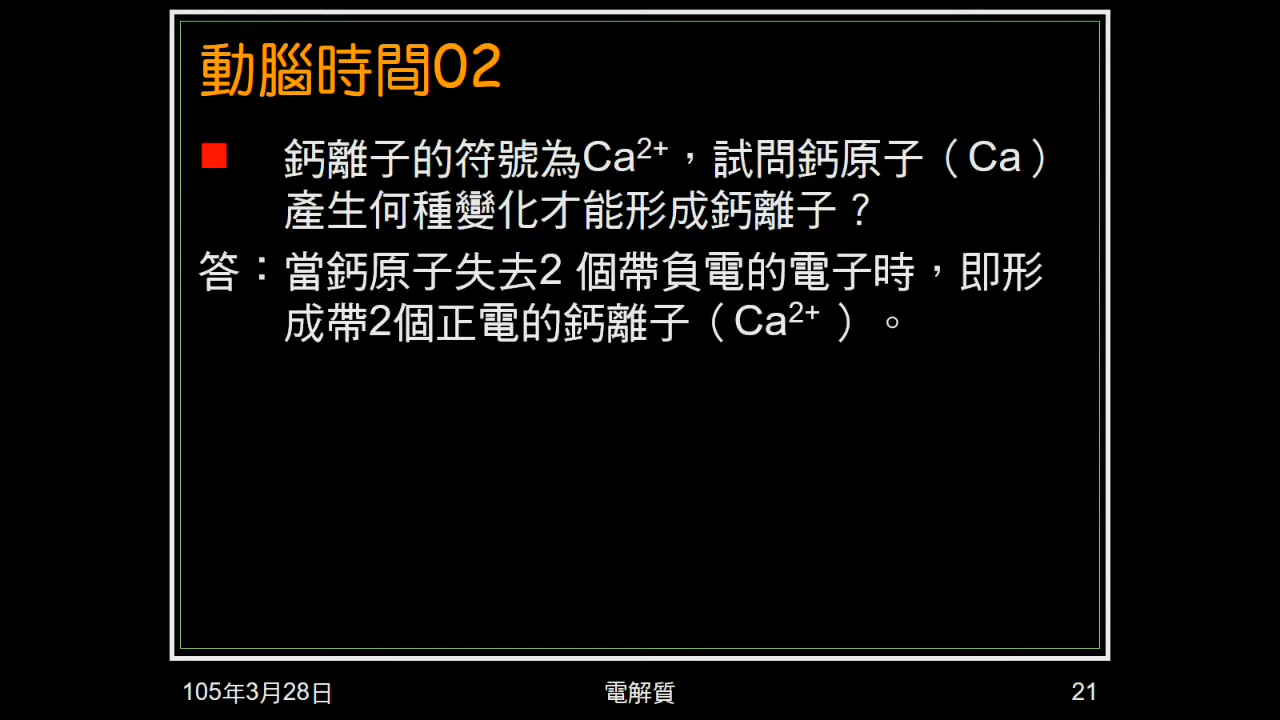 動腦時間02
鈣離子的符號為Ca²⁺，試問鈣原子（Ca）
產生何種變化才能形成鈣離子？
答：當鈣原子失去2 個帶負電的電子時，即形
成帶2個正電的鈣離子（Ca²⁺ ）。
105年3月28日
電解質
21